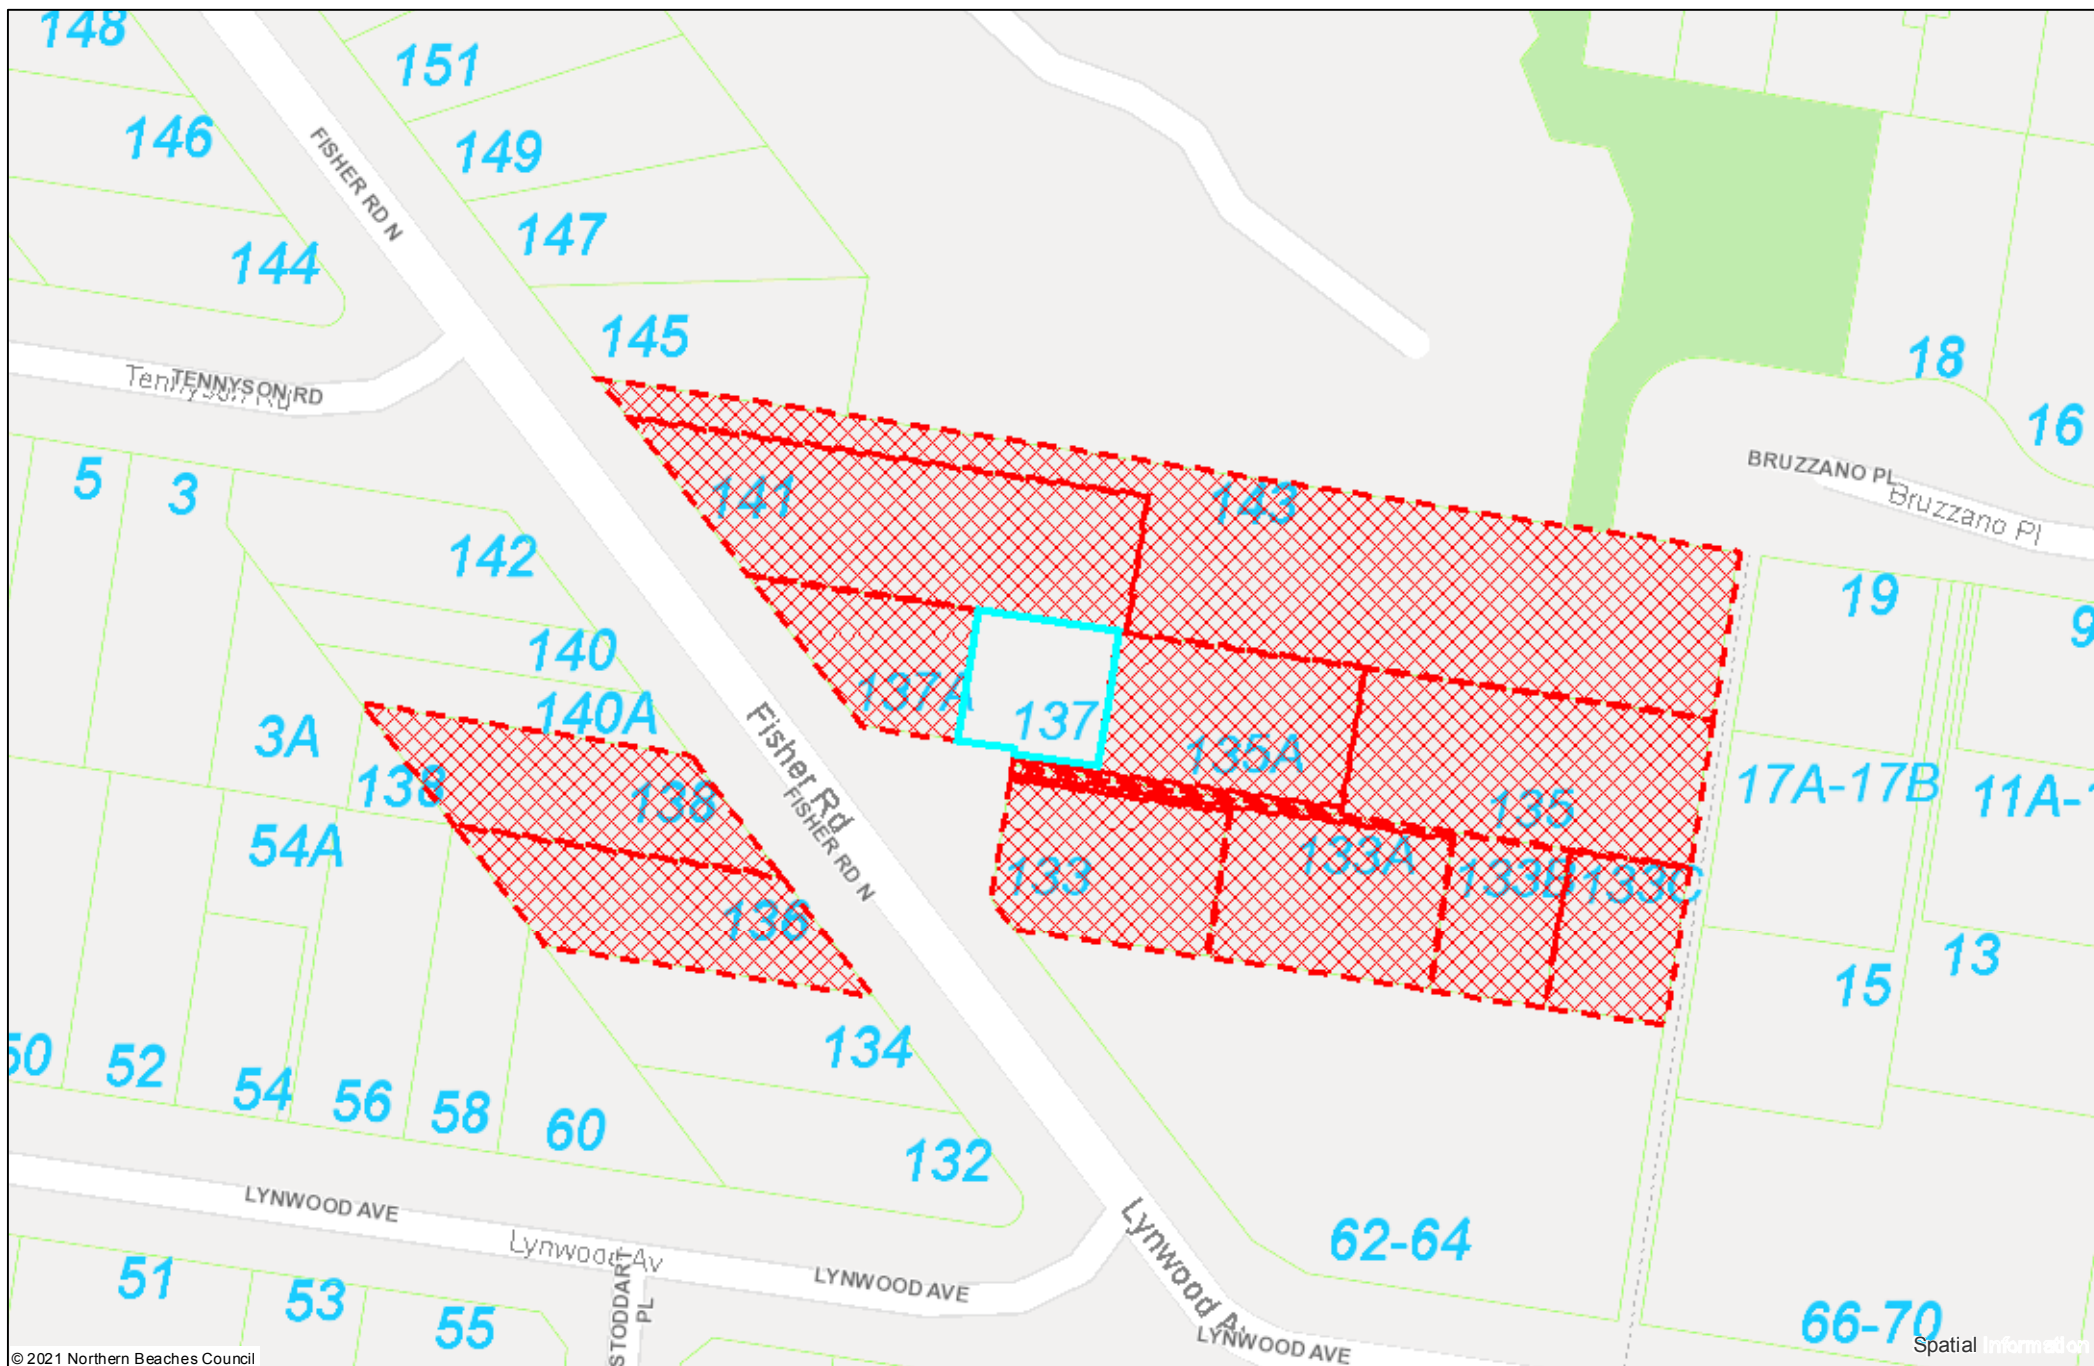 148
151
146
149
FISHER RD N
144
147
145
18
Tennyson Rd
TENNYSON RD
16
BRUZZANO PL
Bruzzano Pl
5
3
141
143
142
19
9
140
137A
137
140A
3A
135A
138
138
Fisher Rd
FISHER RD N
135
17A-17B
54A
133A
133
133B
133C
136
13
15
134
50
52
54
56
58
60
132
LYNWOOD AVE
Lynwood Av
LYNWOOD AVE
Lynwood Av
LYNWOOD AVE
62-64
51
53
55
STODDART PL
66-70
Spatial Information
© 2021 Northern Beaches Council